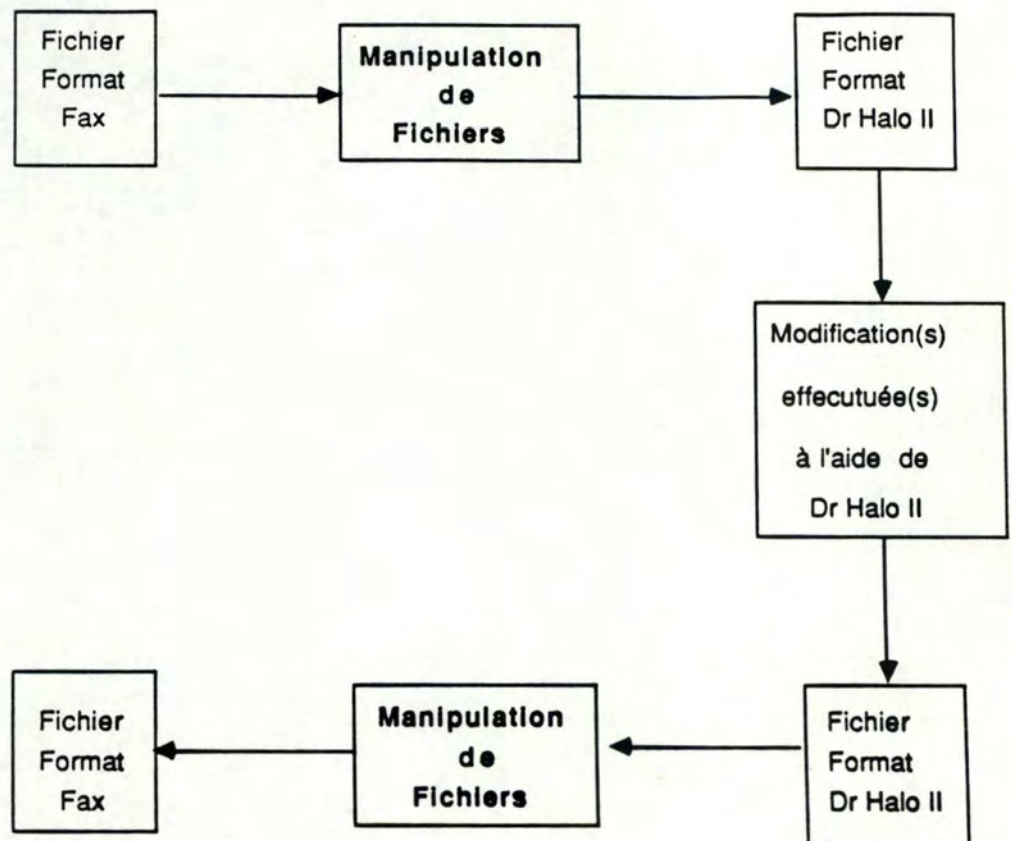 Fichier
Format
Fax
Manipulation
de
Fichiers
Fichier
Format
Dr Halo II
Modification(s)
effecutuée(s)
à l'aide de
Dr Halo II
Fichier
Format
Fax
Manipulation
de
Fichiers
Fichier
Format
Dr Halo II